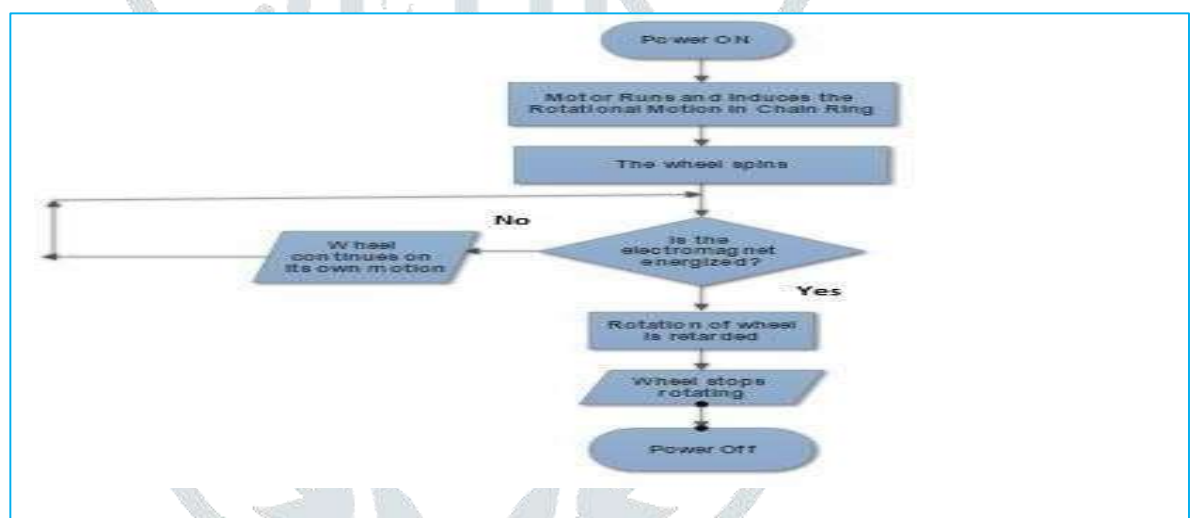 Power ON
Motor Runs and Induces the
Rotational Motion in Chain Ring
The wheel spins
No
Is the
electromagnet
energized?
Wheel
continues on
its own motion
Yes
Rotation of wheel
is retarded
Wheel stops
rotating
Power Off